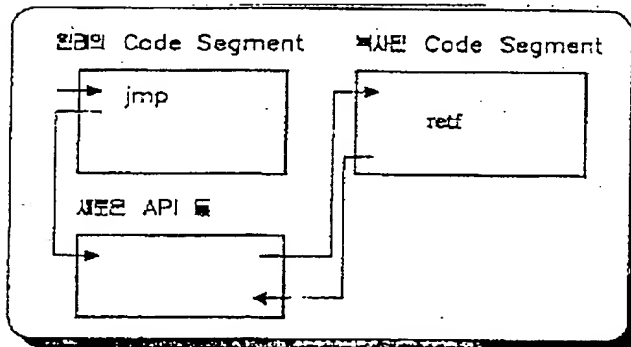 원래의 Code Segment
복사된 Code Segment
jmp
retf
새로운 API 들